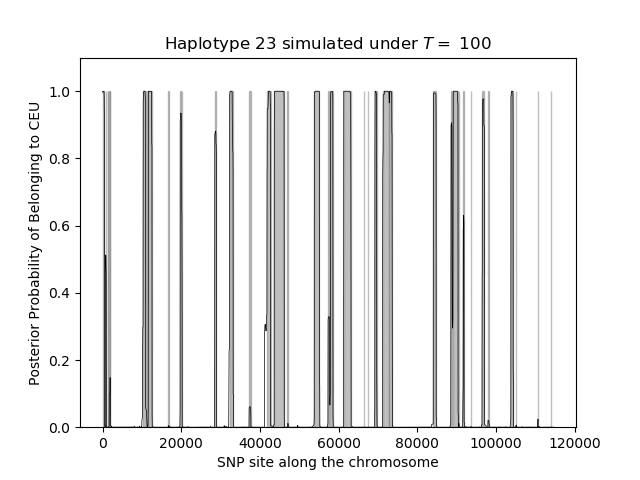 Haplotype 23 simulated under T = 100
Posterior Probability of Belonging to CEU
1.0
0.8
0.6
0.4
0.2
0.0
0 20000 40000 60000 80000 100000 120000
SNP site along the chromosome